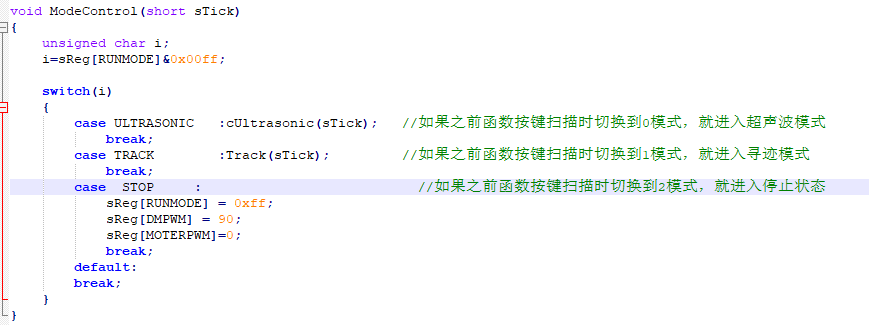 void ModeControl(short sTick)
{
    unsigned char i;
    i=sReg[RUNMODE]&0x00ff;

    switch(i)
    {
        case ULTRASONIC   :cUltrasonic(sTick);   //如果之前函数按键扫描时切换到0模式，就进入超声波模式
            break;
        case TRACK        :Track(sTick);         //如果之前函数按键扫描时切换到1模式，就进入寻迹模式
            break;
        case  STOP     :                           //如果之前函数按键扫描时切换到2模式，就进入停止状态
            sReg[RUNMODE] = 0xff;
            sReg[DMPWM] = 90;
            sReg[MOTERPWM]=0;
            break;
        default:
        break;
    }
}